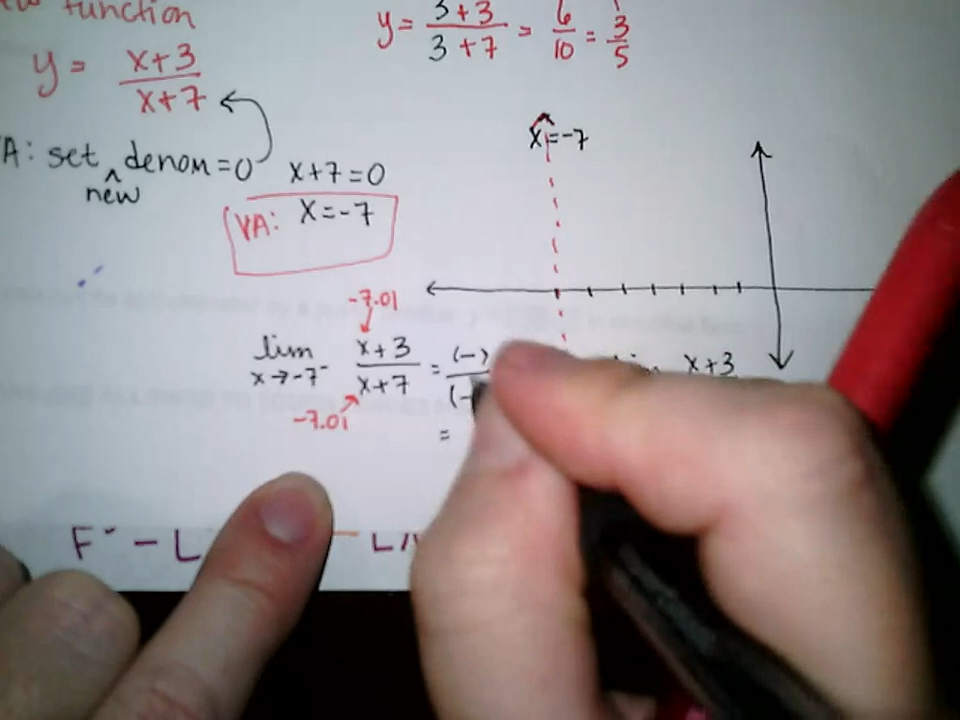 function
y = x+3 / x+7
y = 3+3 / 3+7 = 6/10 = 3/5
A: set new denom=0
x+7=0
VA: x=-7
x=-7
-7.01
lim x→-7⁻ x+3 / x+7 = (-) / (-
-7.01
=
x+3
F - L